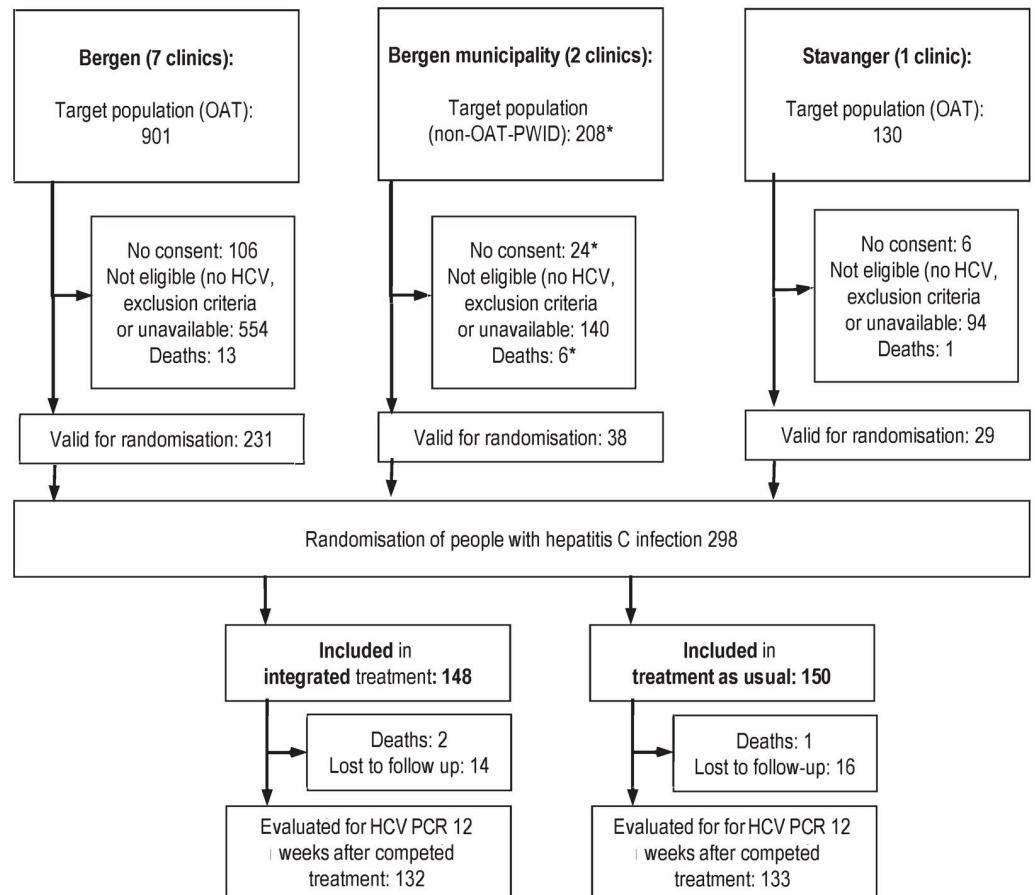 Bergen (7 clinics):
Target population (OAT):
901
Bergen municipality (2 clinics):
Target population
(non-OAT-PWID): 208*
Stavanger (1 clinic):
Target population (OAT):
130
No consent: 106
Not eligible (no HCV,
exclusion criteria
or unavailable: 554
Deaths: 13
No consent: 24*
Not eligible (no HCV,
exclusion criteria
or unavailable: 140
Deaths: 6*
No consent: 6
Not eligible (no HCV,
exclusion criteria
or unavailable: 94
Deaths: 1
Valid for randomisation: 231
Valid for randomisation: 38
Valid for randomisation: 29
Randomisation of people with hepatitis C infection 298
Included in
integrated treatment: 148
Included in
treatment as usual: 150
Deaths: 2
Lost to follow up: 14
Deaths: 1
Lost to follow-up: 16
Evaluated for HCV PCR 12
weeks after competed
treatment: 132
Evaluated for for HCV PCR 12
weeks after competed
treatment: 133